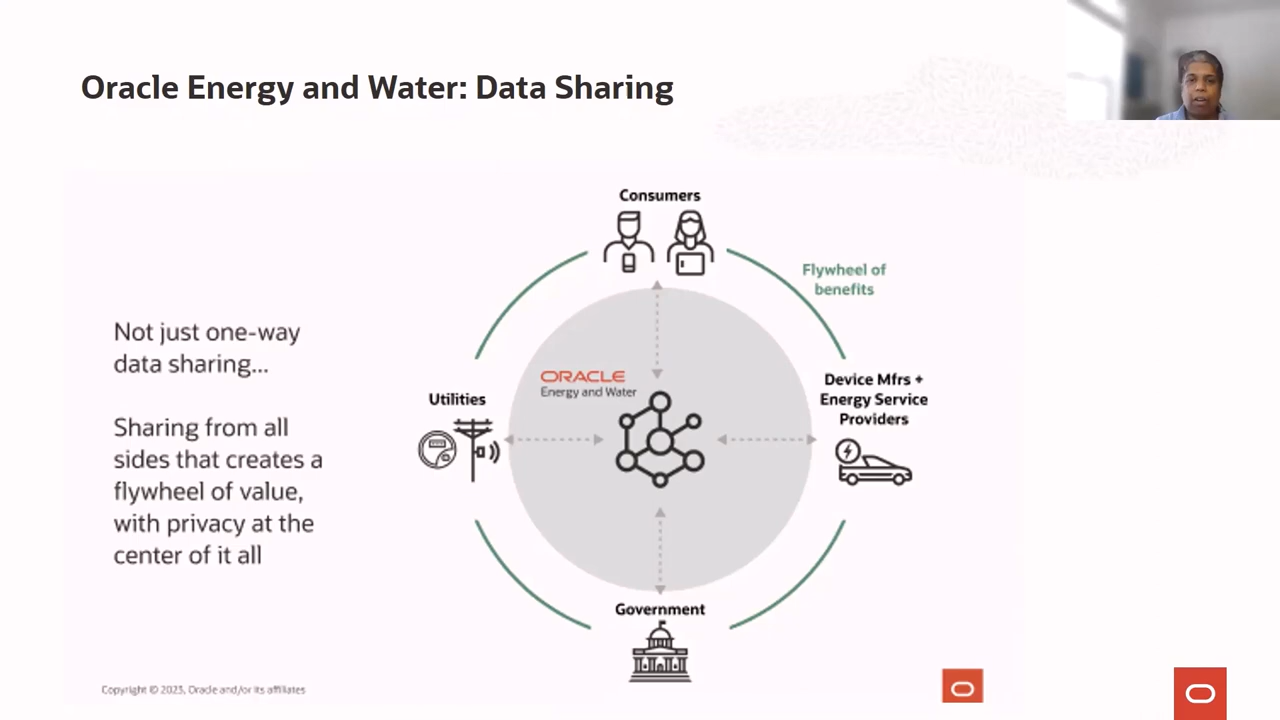 Oracle Energy and Water: Data Sharing
Not just one-way
data sharing...
Sharing from all
sides that creates a
flywheel of value,
with privacy at the
center of it all
Consumers
Flywheel of
benefits
ORACLE
Energy and Water
Utilities
Device Mfrs +
Energy Service
Providers
Government
Copyright © 2023, Oracle and/or its affiliates